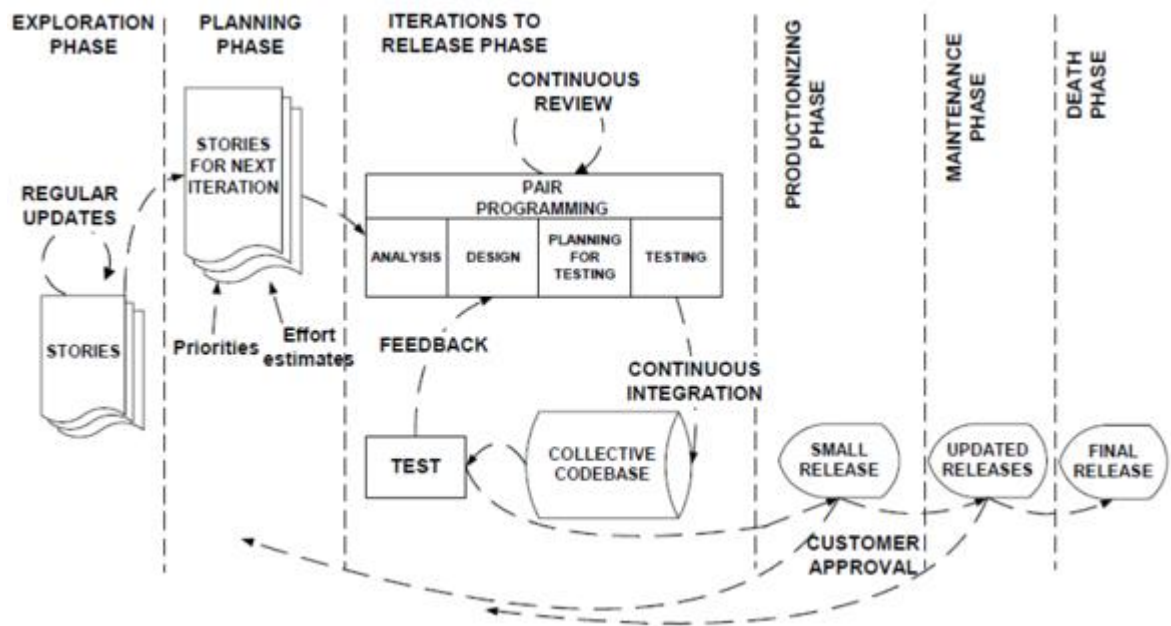 EXPLORATION
PHASE
PLANNING
PHASE
ITERATIONS TO
RELEASE PHASE
PRODUCTIONIZING
PHASE
MAINTENANCE
PHASE
DEATH
PHASE
CONTINUOUS
REVIEW
STORIES
FOR NEXT
ITERATION
REGULAR
UPDATES
PAIR
PROGRAMMING
ANALYSIS
DESIGN
PLANNING
FOR
TESTING
TESTING
STORIES
Priorities
Effort
estimates
FEEDBACK
CONTINUOUS
INTEGRATION
TEST
COLLECTIVE
CODEBASE
SMALL
RELEASE
UPDATED
RELEASES
FINAL
RELEASE
CUSTOMER
APPROVAL